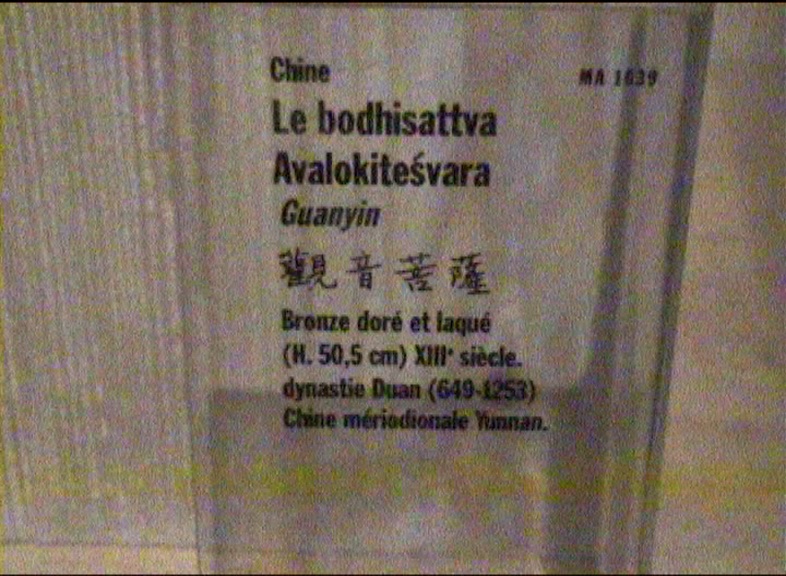 Chine
MA 1639
Le bodhisattva
Avalokiteśvara
Guanyin
觀音菩薩
Bronze doré et laqué
(H. 50,5 cm) XIIIe siècle.
dynastie Duan (649-1253)
Chine mériodionale Yunnan.